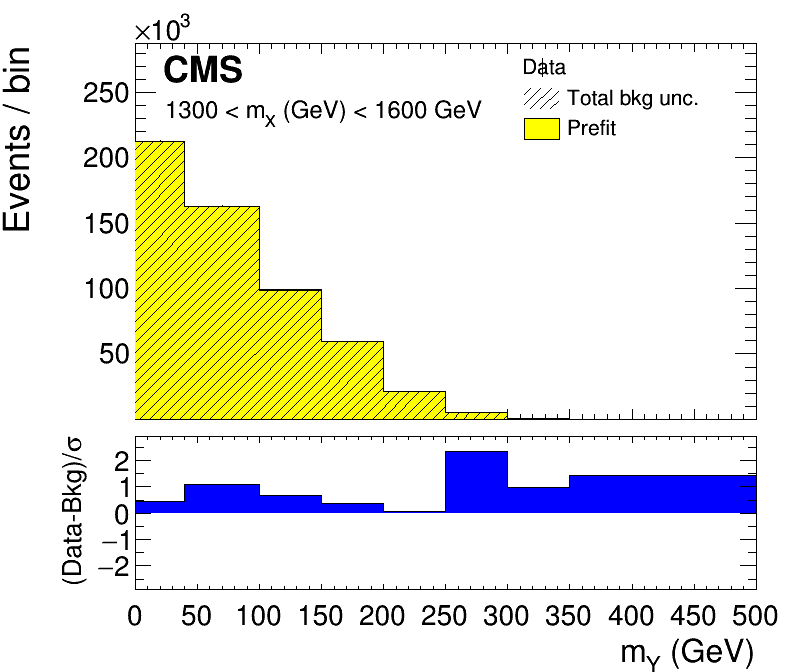 ×10³
Events / bin
CMS
1300 < m_X (GeV) < 1600 GeV
Data
Total bkg unc.
Prefit
250
200
150
100
50
(Data-Bkg)/σ
2
1
0
−1
−2
0 50 100 150 200 250 300 350 400 450 500
m_Y (GeV)